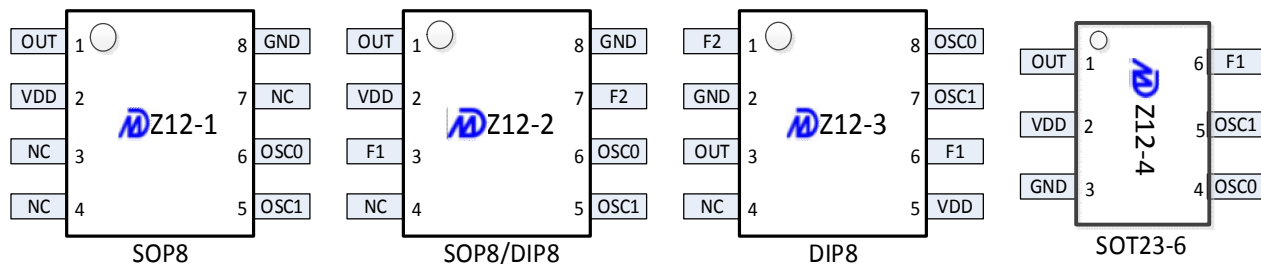 OUT 1 8 GND
VDD 2 7 NC
Z12-1
NC 3 6 OSC0
NC 4 5 OSC1
SOP8
OUT 1 8 GND
VDD 2 7 F2
Z12-2
F1 3 6 OSC0
NC 4 5 OSC1
SOP8/DIP8
F2 1 8 OSC0
GND 2 7 OSC1
Z12-3
OUT 3 6 F1
NC 4 5 VDD
DIP8
OUT 1 6 F1
VDD 2 5 OSC1
Z12-4
GND 3 4 OSC0
SOT23-6